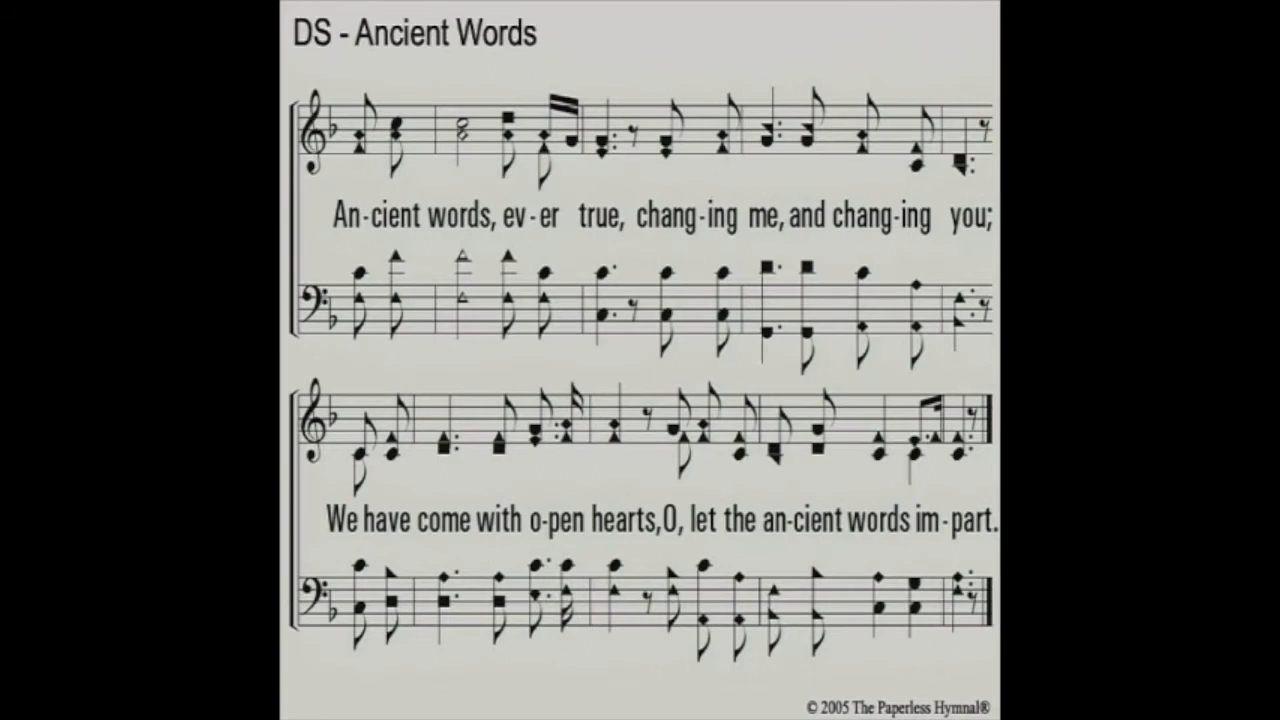 DS - Ancient Words
An-cient words, ev-er true, chang-ing me, and chang-ing you;
We have come with o-pen hearts, O, let the an-cient words im-part.
© 2005 The Paperless Hymnal®